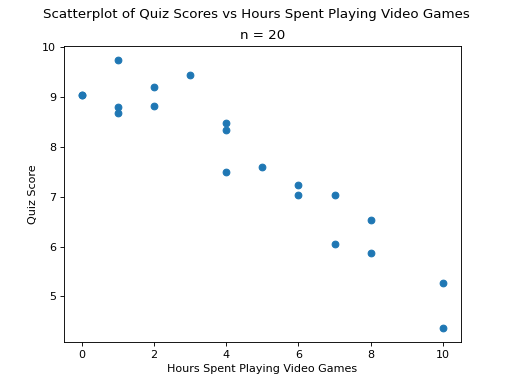 Scatterplot of Quiz Scores vs Hours Spent Playing Video Games
n = 20
10
9
8
7
6
5
Quiz Score
0 2 4 6 8 10
Hours Spent Playing Video Games